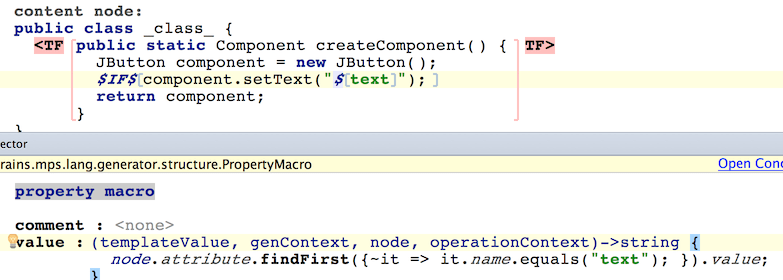 content node:
public class _class_ {
<TF [public static Component createComponent() { ] TF>
JButton component = new JButton();
$IF$[component.setText("$[text]"); ]
return component;
}
}
ector
rains.mps.lang.generator.structure.PropertyMacro Open Conc
property macro
comment : <none>
value : (templateValue, genContext, node, operationContext)->string {
node.attribute.findFirst({~it => it.name.equals("text"); }).value;
}